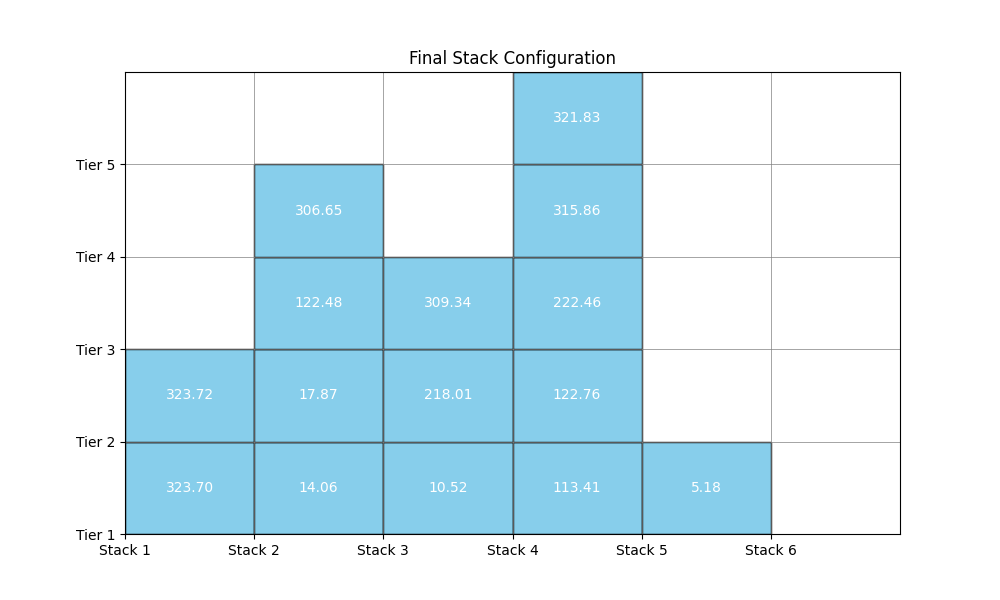 Final Stack Configuration
321.83
Tier 5
306.65 315.86
Tier 4
122.48 309.34 222.46
Tier 3
323.72 17.87 218.01 122.76
Tier 2
323.70 14.06 10.52 113.41 5.18
Tier 1
Stack 1 Stack 2 Stack 3 Stack 4 Stack 5 Stack 6